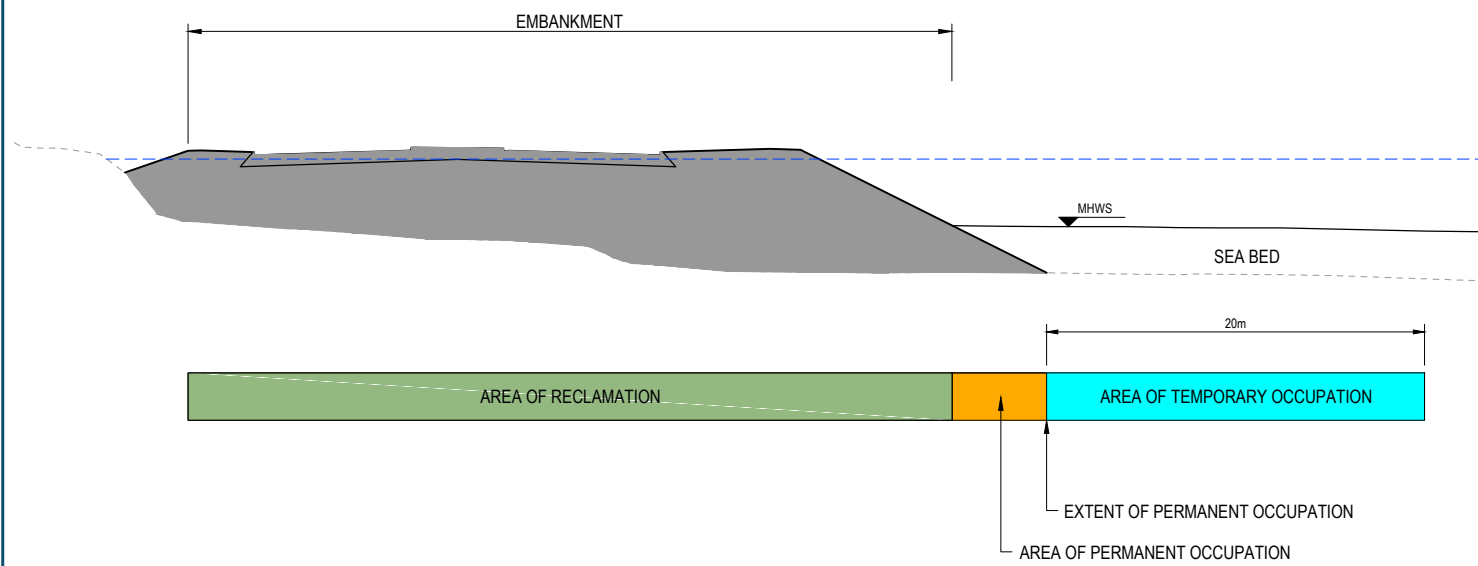 EMBANKMENT
MHWS
SEA BED
20m
AREA OF RECLAMATION
AREA OF TEMPORARY OCCUPATION
EXTENT OF PERMANENT OCCUPATION
AREA OF PERMANENT OCCUPATION